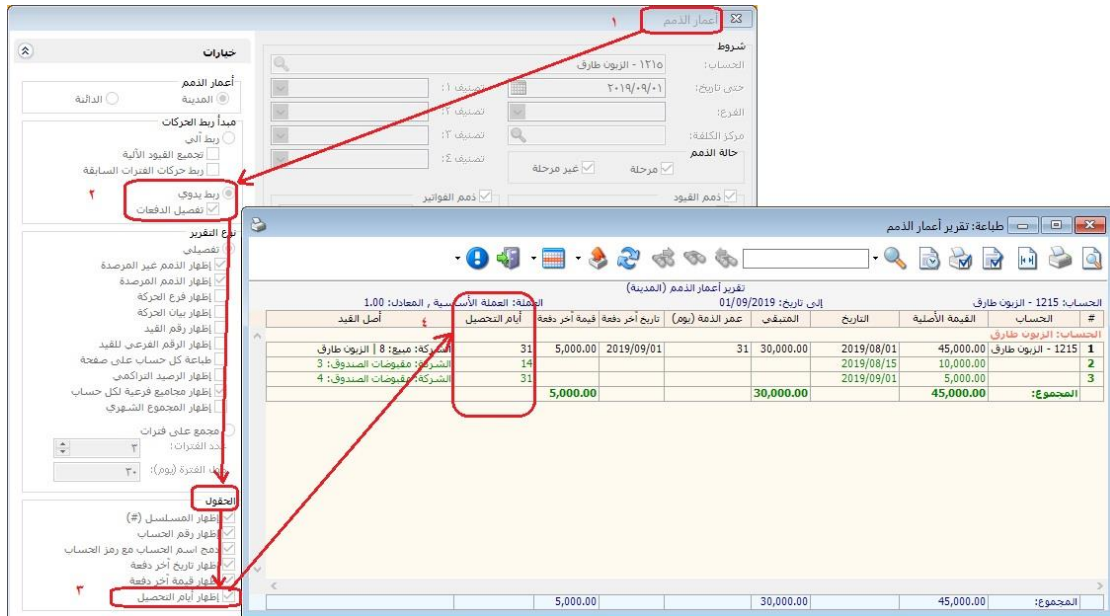 أعمار الذمم
١
شروط
الحساب: ١٢١٥ - الزبون طارق
حتى تاريخ: ٢٠١٩/٠٩/٠١
تصنيف ١:
الفرع:
تصنيف ٢:
مركز الكلفة:
تصنيف ٣:
حالة الذمم
مرحلة
غير مرحلة
تصنيف ٤:
ذمم القيود
ذمم الفواتير
خيارات
أعمار الذمم
المدينة
الدائنة
مبدأ ربط الحركات
ربط آلي
تجميع القيود الآلية
ربط حركات الفترات السابقة
ربط يدوي
٢
تفصيل الدفعات
نوع التقرير
تفصيلي
إظهار الذمم غير المرصدة
إظهار الذمم المرصدة
إظهار فرع الحركة
إظهار بيان الحركة
إظهار رقم القيد
إظهار الرقم الفرعي للقيد
طباعة كل حساب على صفحة
إظهار الرصيد التراكمي
إظهار مجاميع فرعية لكل حساب
إظهار المجموع الشهري
مجمع على فترات
عدد الفترات: ٣
طول الفترة (يوم): ٣٠
الحقول
إظهار المسلسل (#)
إظهار رقم الحساب
دمج اسم الحساب مع رمز الحساب
إظهار تاريخ آخر دفعة
إظهار قيمة آخر دفعة
٣
إظهار أيام التحصيل
طباعة: تقرير أعمار الذمم
تقرير أعمار الذمم (المدينة)
الحساب: 1215 - الزبون طارق إلى تاريخ: 01/09/2019 العملة: العملة الأساسية , المعادل: 1.00
# الحساب القيمة الأصلية التاريخ المتبقي عمر الذمة (يوم) تاريخ آخر دفعة قيمة آخر دفعة أيام التحصيل أصل القيد
٤
الحساب: الزبون طارق
1 1215 - الزبون طارق 45,000.00 2019/08/01 30,000.00 31 2019/09/01 5,000.00 31 الشركة: مبيع: 8 | الزبون طارق
2 10,000.00 2019/08/15 14 الشركة: مقبوضات الصندوق: 3
3 5,000.00 2019/09/01 31 الشركة: مقبوضات الصندوق: 4
المجموع: 45,000.00 30,000.00 5,000.00
المجموع: 45,000.00 30,000.00 5,000.00